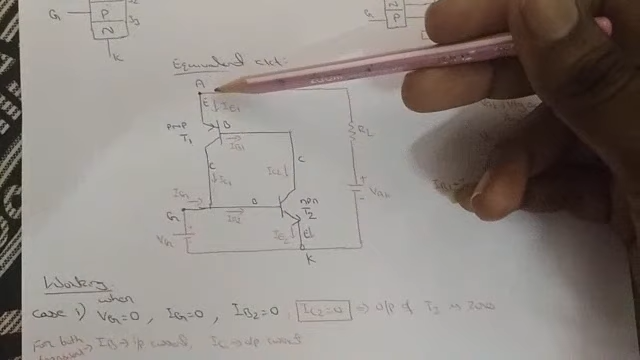 G
P
N
J3
K
G
P
N
Equivalent ckt:
A
E
IE1
pnp
T1
B
IB1
RL
C
IC1
IC2
C
VAK
IG
G
B
IB2
npn
T2
VG
IE2
E
K
Working:
when
Case 1) VG=0, IG=0, IB2=0, IC2=0 ⇒ o/p of T2 is zero
For both
transistor → IB → i/p current, IC → o/p current